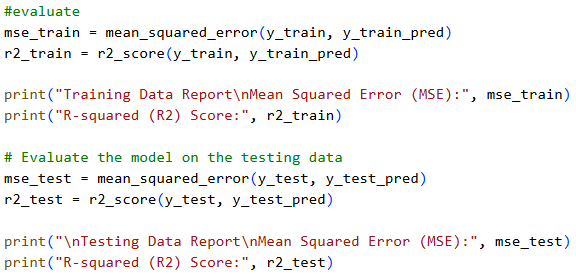 #evaluate
mse_train = mean_squared_error(y_train, y_train_pred)
r2_train = r2_score(y_train, y_train_pred)
print("Training Data Report\nMean Squared Error (MSE):", mse_train)
print("R-squared (R2) Score:", r2_train)
# Evaluate the model on the testing data
mse_test = mean_squared_error(y_test, y_test_pred)
r2_test = r2_score(y_test, y_test_pred)
print("\nTesting Data Report\nMean Squared Error (MSE):", mse_test)
print("R-squared (R2) Score:", r2_test)